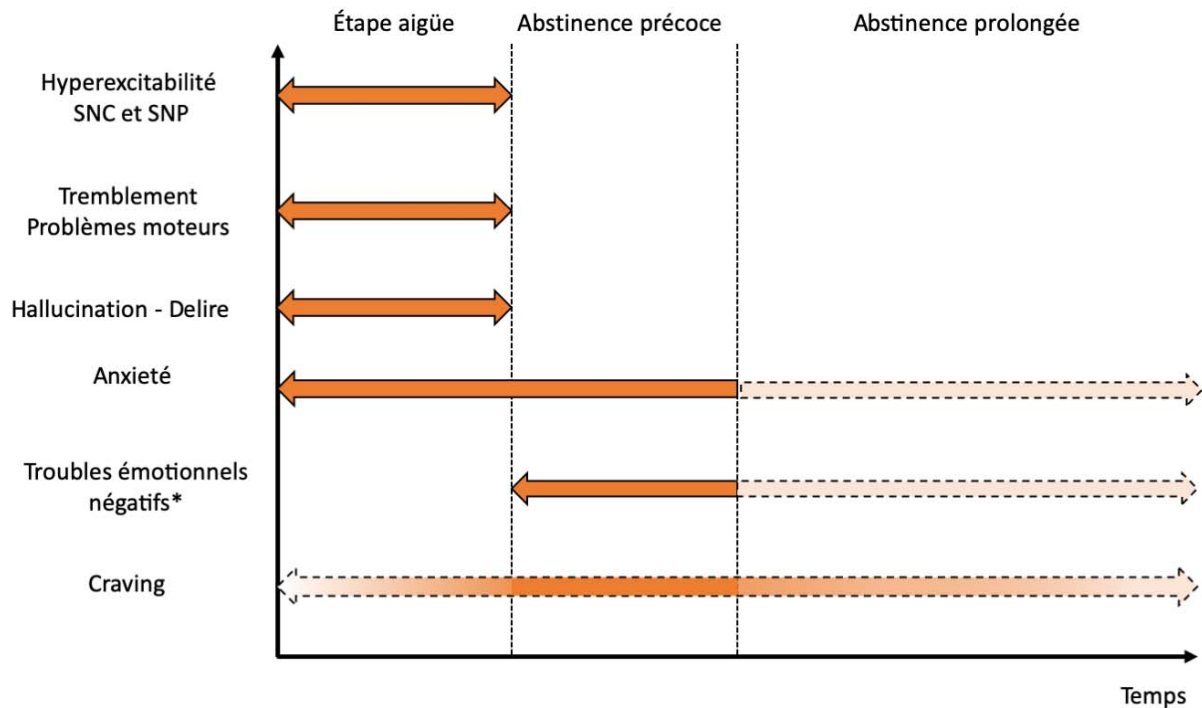 Étape aigüe
Abstinence précoce
Abstinence prolongée
Hyperexcitabilité
SNC et SNP
Tremblement
Problèmes moteurs
Hallucination - Delire
Anxieté
Troubles émotionnels
négatifs*
Craving
Temps